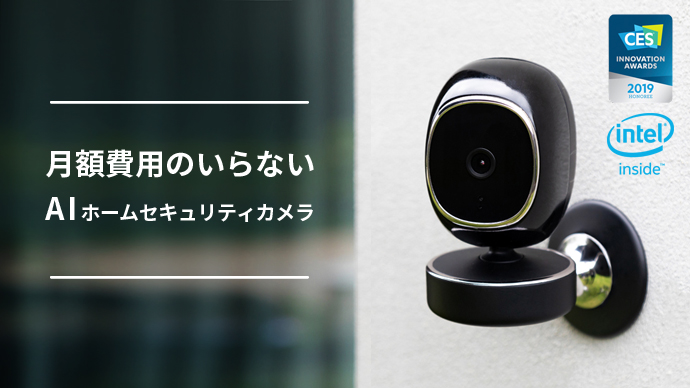 月額費用のいらない
AIホームセキュリティカメラ
CES
INNOVATION
AWARDS
2019
HONOREE
intel
inside™